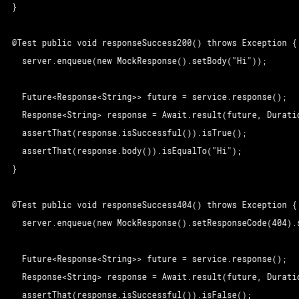 }
@Test public void responseSuccess200() throws Exception {
server.enqueue(new MockResponse().setBody("Hi"));
Future<Response<String>> future = service.response();
Response<String> response = Await.result(future, Duratio
assertThat(response.isSuccessful()).isTrue();
assertThat(response.body()).isEqualTo("Hi");
}
@Test public void responseSuccess404() throws Exception {
server.enqueue(new MockResponse().setResponseCode(404).s
Future<Response<String>> future = service.response();
Response<String> response = Await.result(future, Duratio
assertThat(response.isSuccessful()).isFalse();